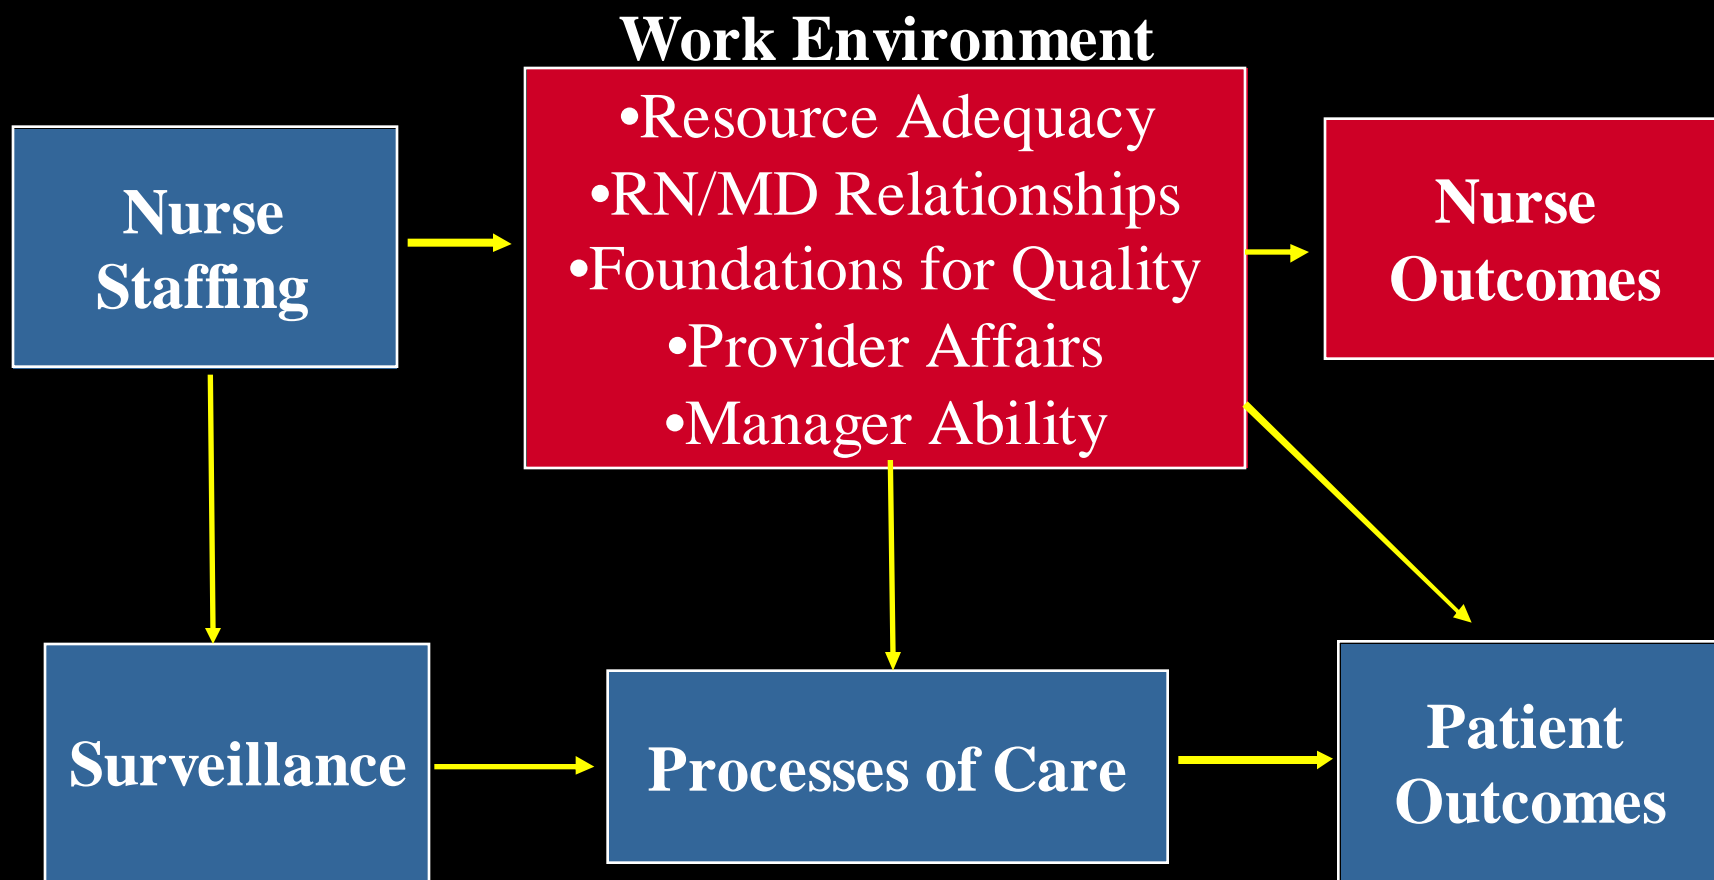 Work Environment
•Resource Adequacy
•RN/MD Relationships
•Foundations for Quality
•Provider Affairs
•Manager Ability
Nurse
Staffing
Nurse
Outcomes
Surveillance
Processes of Care
Patient
Outcomes